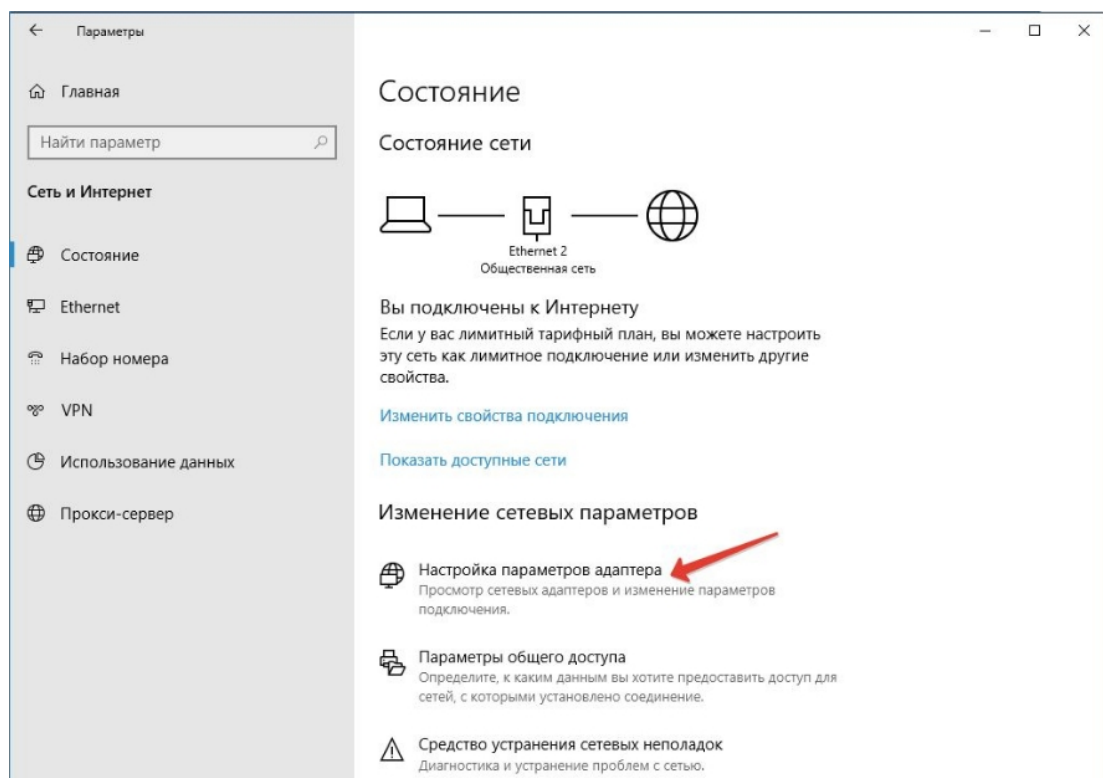 Параметры
Главная
Найти параметр
Сеть и Интернет
Состояние
Ethernet
Набор номера
VPN
Использование данных
Прокси-сервер
Состояние
Состояние сети
Ethernet 2
Общественная сеть
Вы подключены к Интернету
Если у вас лимитный тарифный план, вы можете настроить
эту сеть как лимитное подключение или изменить другие
свойства.
Изменить свойства подключения
Показать доступные сети
Изменение сетевых параметров
Настройка параметров адаптера
Просмотр сетевых адаптеров и изменение параметров
подключения.
Параметры общего доступа
Определите, к каким данным вы хотите предоставить доступ для
сетей, с которыми установлено соединение.
Средство устранения сетевых неполадок
Диагностика и устранение проблем с сетью.